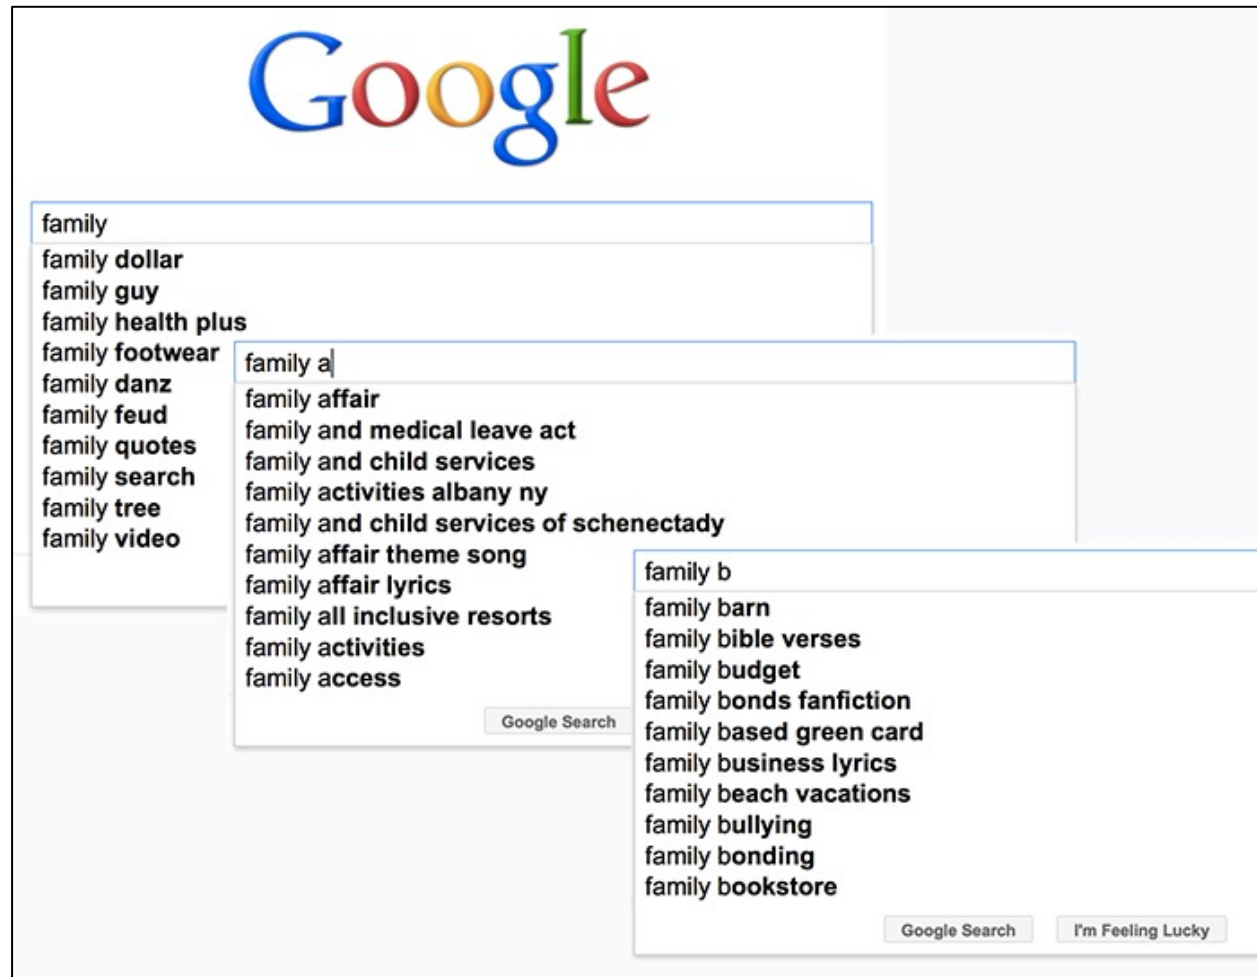 Google
family
family dollar
family guy
family health plus
family footwear
family danz
family feud
family quotes
family search
family tree
family video
family a
family affair
family and medical leave act
family and child services
family activities albany ny
family and child services of schenectady
family affair theme song
family affair lyrics
family all inclusive resorts
family activities
family access
Google Search
family b
family barn
family bible verses
family budget
family bonds fanfiction
family based green card
family business lyrics
family beach vacations
family bullying
family bonding
family bookstore
Google Search I'm Feeling Lucky